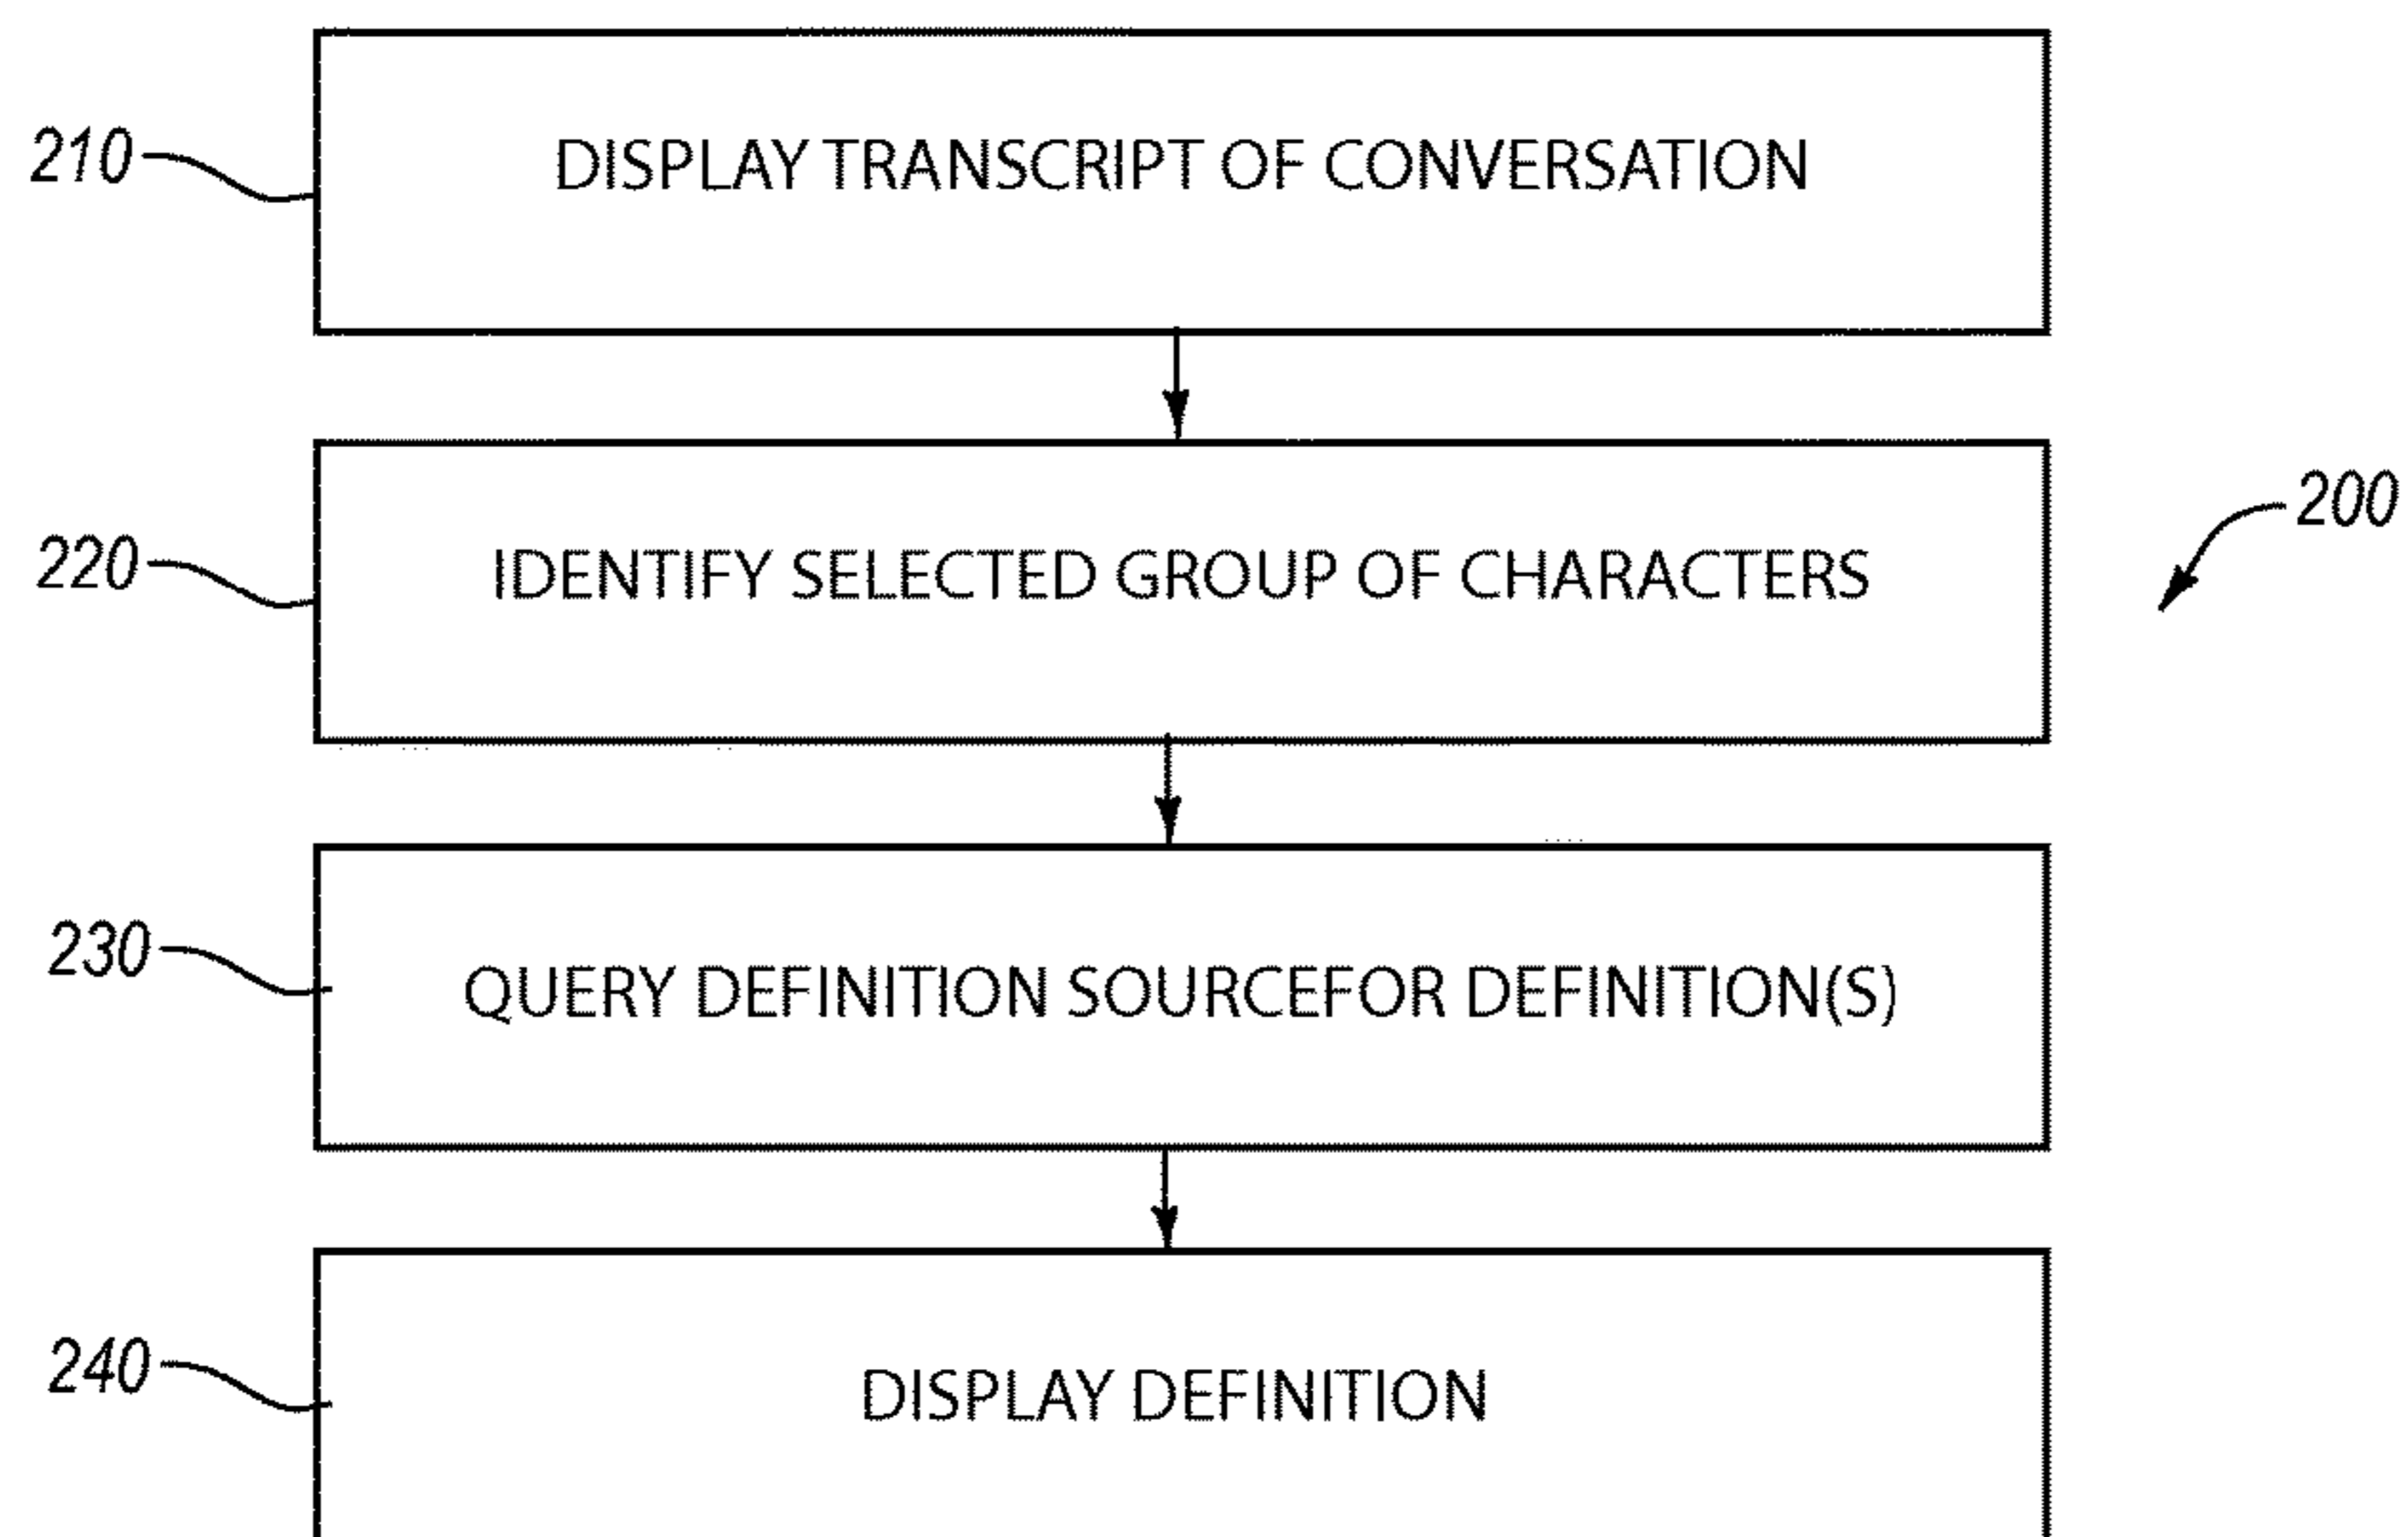 210
DISPLAY TRANSCRIPT OF CONVERSATION
220
IDENTIFY SELECTED GROUP OF CHARACTERS
200
230
QUERY DEFINITION SOURCEFOR DEFINITION(S)
240
DISPLAY DEFINITION